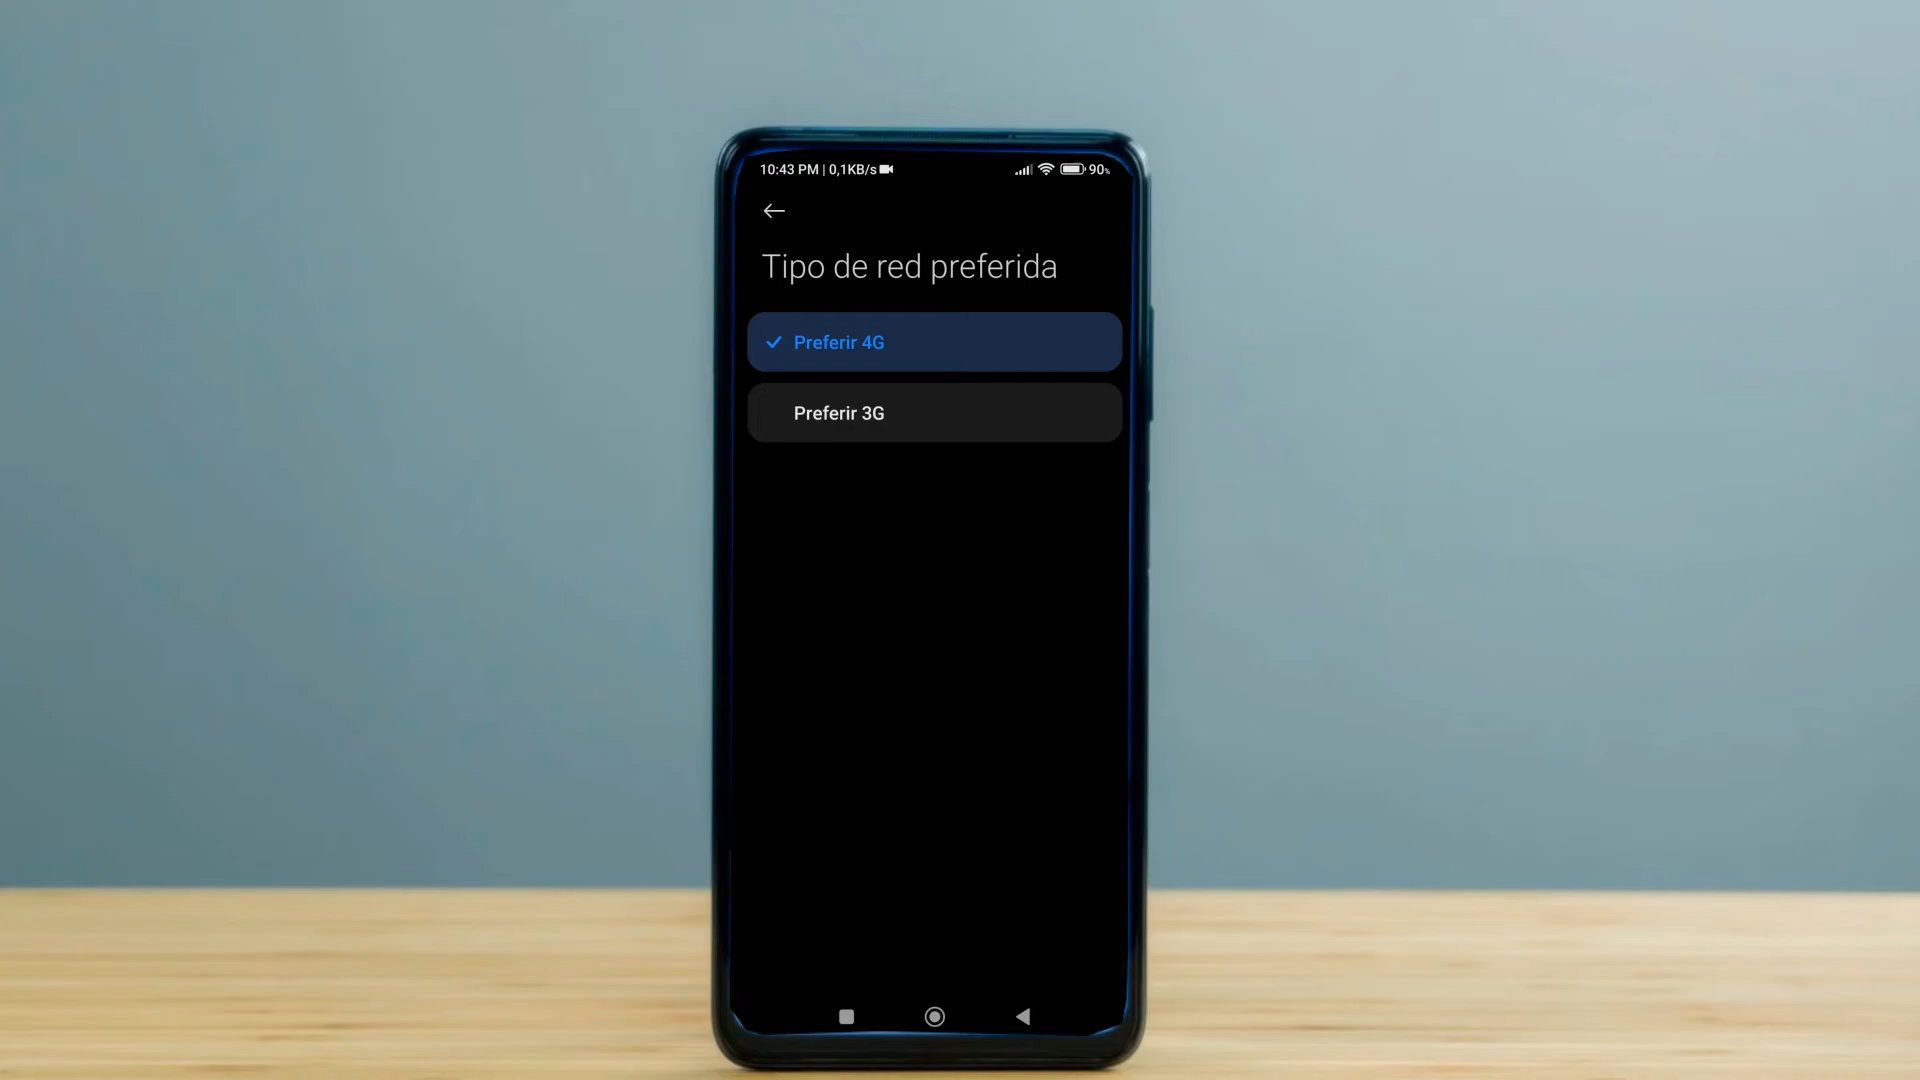 10:43 PM | 0,1KB/s 90%
Tipo de red preferida
Preferir 4G
Preferir 3G